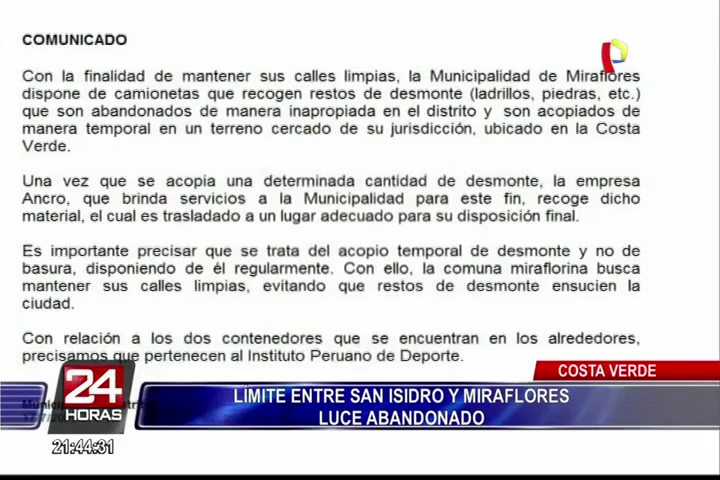 COMUNICADO
Con la finalidad de mantener sus calles limpias, la Municipalidad de Miraflores
dispone de camionetas que recogen restos de desmonte (ladrillos, piedras, etc.)
que son abandonados de manera inapropiada en el distrito y son acopiados de
manera temporal en un terreno cercado de su jurisdicción, ubicado en la Costa
Verde.
Una vez que se acopia una determinada cantidad de desmonte, la empresa
Ancro, que brinda servicios a la Municipalidad para este fin, recoge dicho
material, el cual es trasladado a un lugar adecuado para su disposición final.
Es importante precisar que se trata del acopio temporal de desmonte y no de
basura, disponiendo de él regularmente. Con ello, la comuna miraflorina busca
mantener sus calles limpias, evitando que restos de desmonte ensucien la
ciudad.
Con relación a los dos contenedores que se encuentran en los alrededores,
precisamos que pertenecen al Instituto Peruano de Deporte.
COSTA VERDE
24
HORAS
LÍMITE ENTRE SAN ISIDRO Y MIRAFLORES
LUCE ABANDONADO
21:44:31